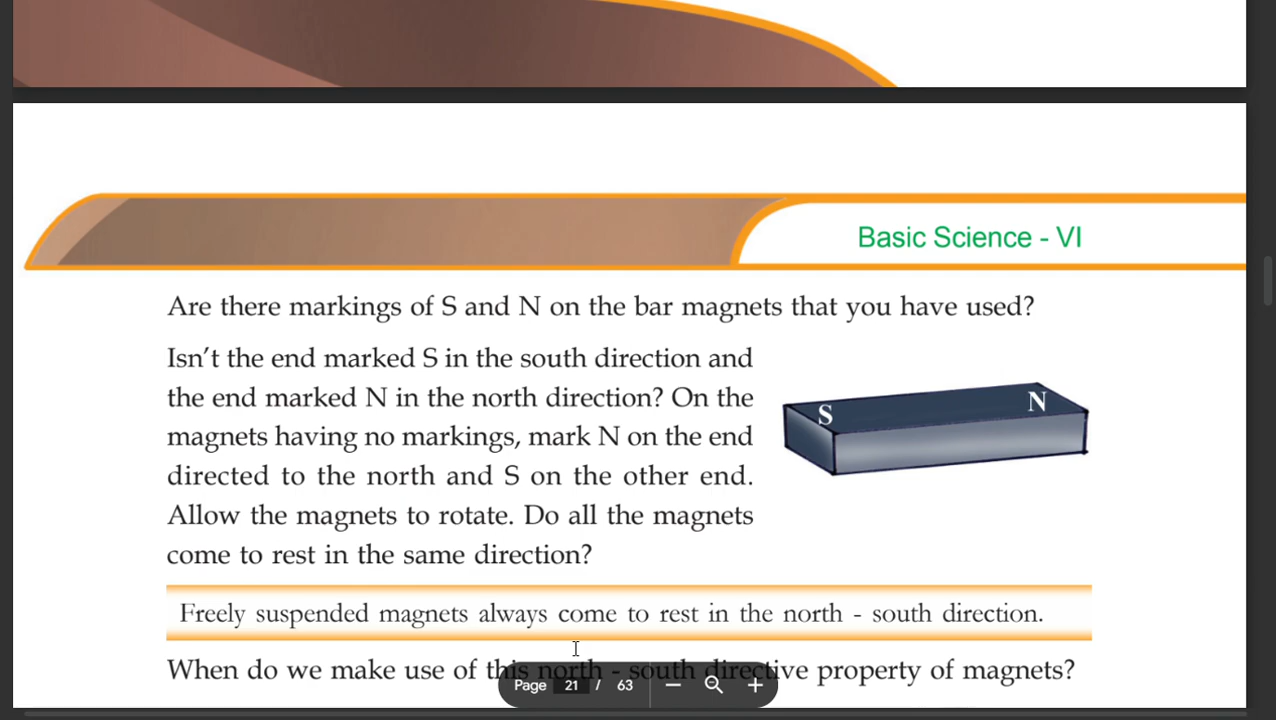 Basic Science - VI
Are there markings of S and N on the bar magnets that you have used?
Isn't the end marked S in the south direction and
the end marked N in the north direction? On the
magnets having no markings, mark N on the end
directed to the north and S on the other end.
Allow the magnets to rotate. Do all the magnets
come to rest in the same direction?
S
N
Freely suspended magnets always come to rest in the north - south direction.
When do we make use of this north - south directive property of magnets?
Page 21 / 63